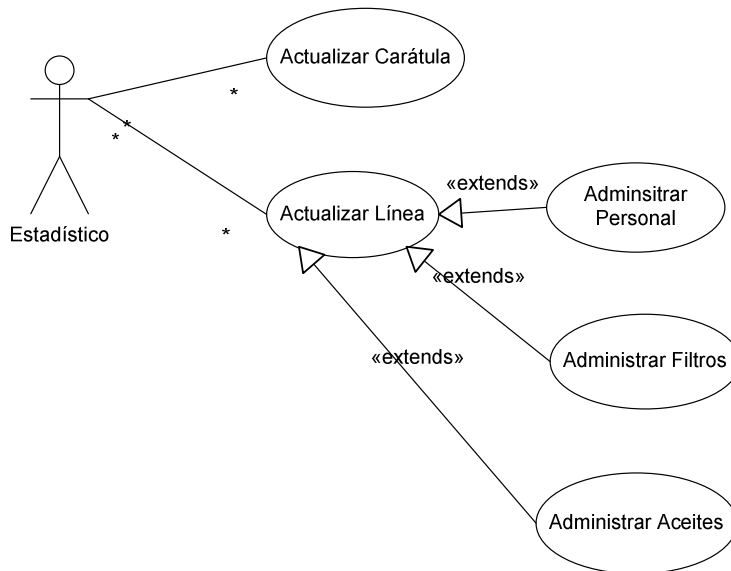 Actualizar Carátula
*
*
*
Estadístico
Actualizar Línea
*
«extends»
Adminsitrar
Personal
«extends»
Administrar Filtros
«extends»
Administrar Aceites